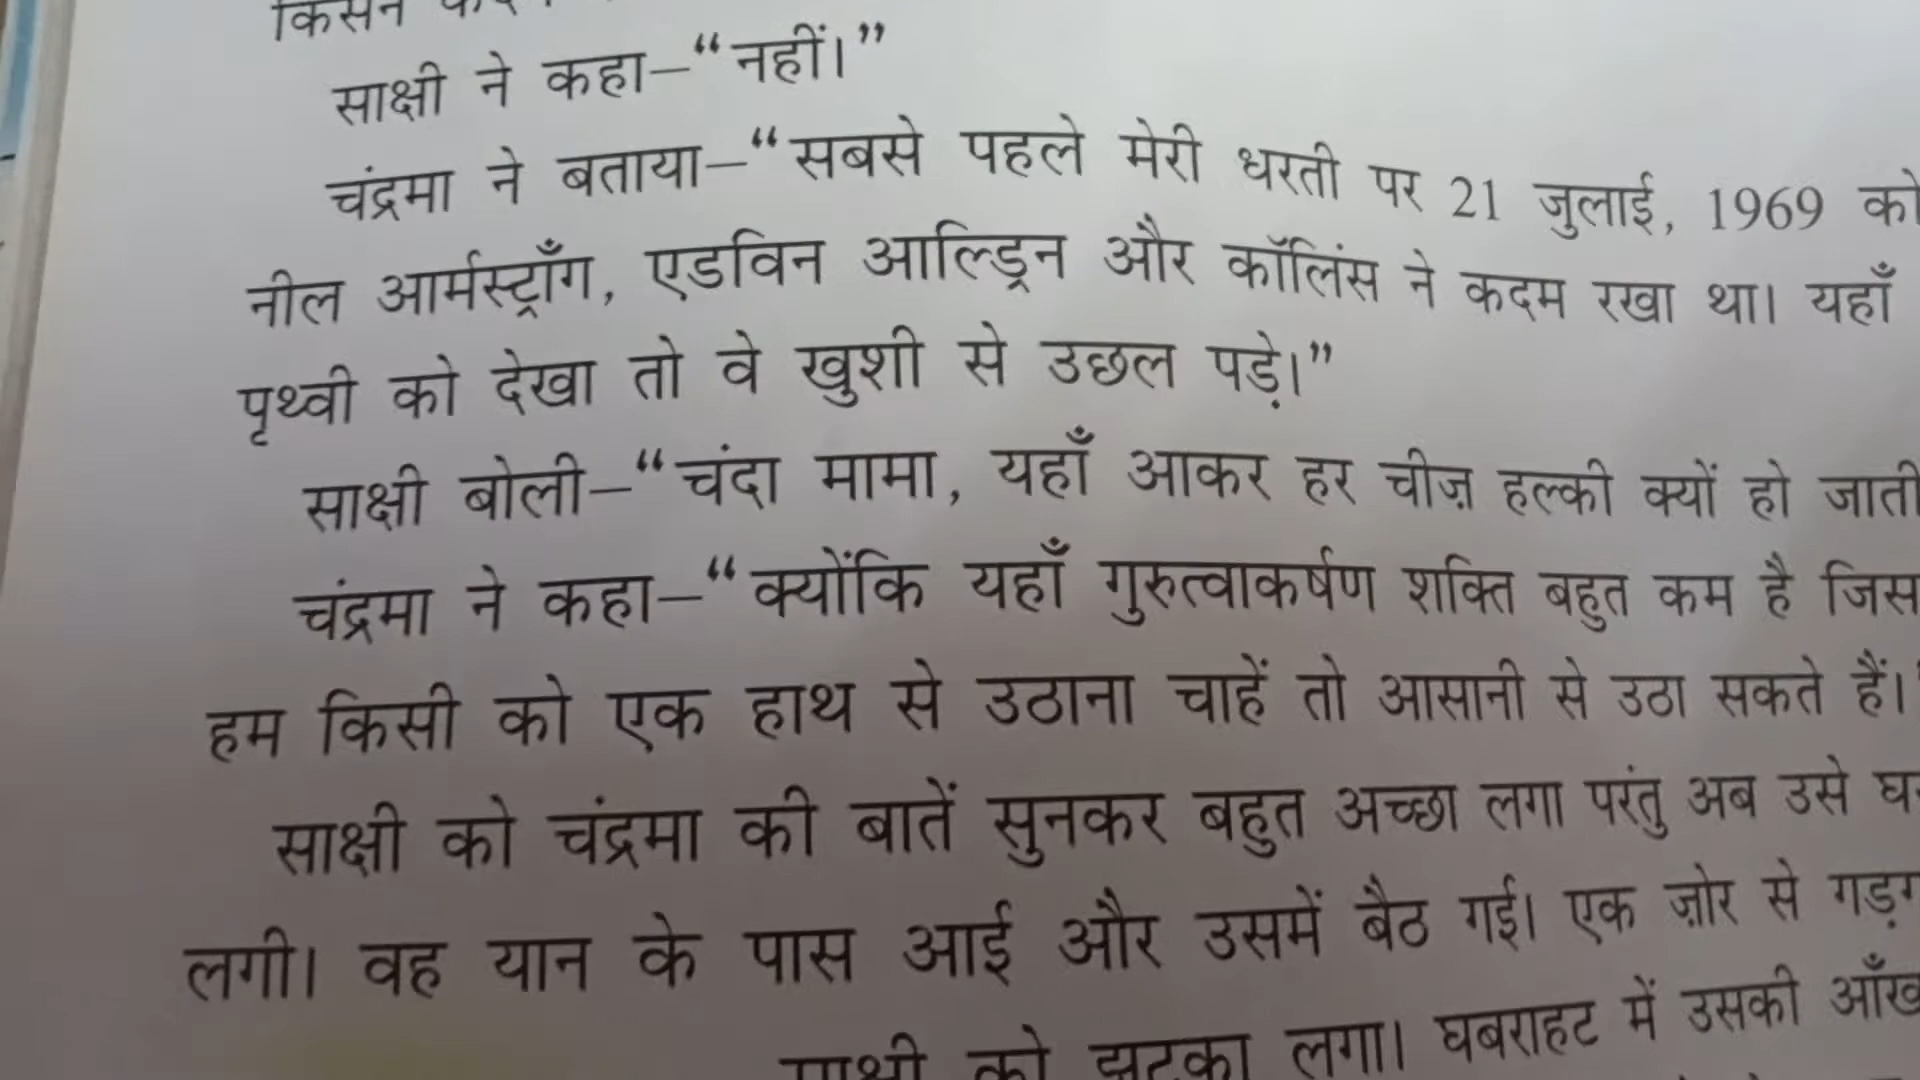 साक्षी ने कहा–“नहीं।”
चंद्रमा ने बताया–“सबसे पहले मेरी धरती पर 21 जुलाई, 1969 को
नील आर्मस्ट्राँग, एडविन आल्ड्रिन और कॉलिंस ने कदम रखा था। यहाँ
पृथ्वी को देखा तो वे खुशी से उछल पड़े।”
साक्षी बोली–“चंदा मामा, यहाँ आकर हर चीज़ हल्की क्यों हो जाती
चंद्रमा ने कहा–“क्योंकि यहाँ गुरुत्वाकर्षण शक्ति बहुत कम है जिस
हम किसी को एक हाथ से उठाना चाहें तो आसानी से उठा सकते हैं।”
साक्षी को चंद्रमा की बातें सुनकर बहुत अच्छा लगा परंतु अब उसे
लगी। वह यान के पास आई और उसमें बैठ गई। एक ज़ोर से
साक्षी को झटका लगा। घबराहट में उसकी